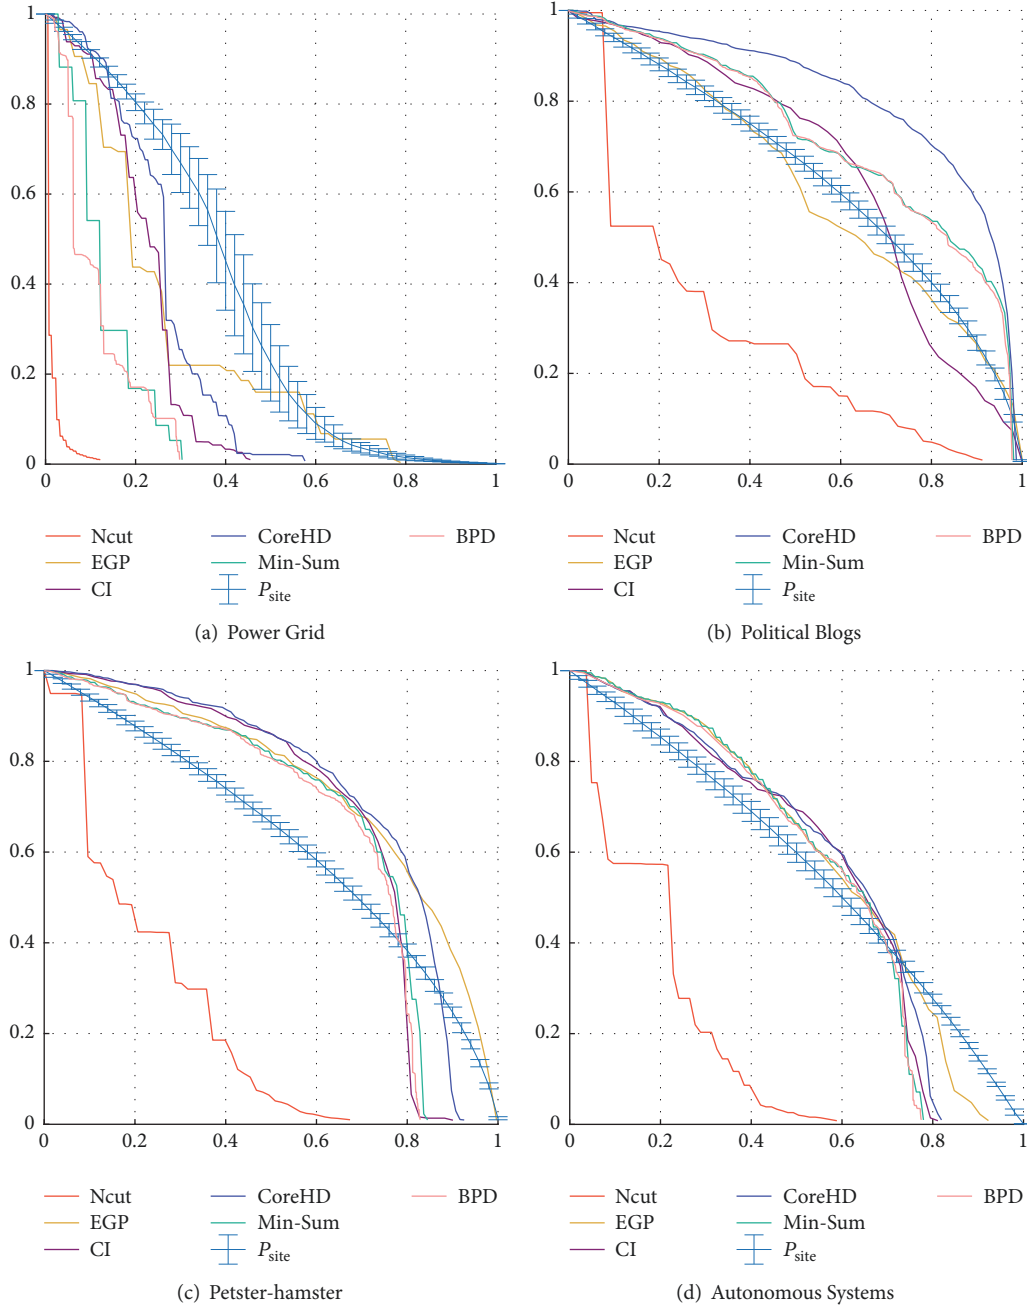 1
0.8
0.6
0.4
0.2
0
0 0.2 0.4 0.6 0.8 1
Ncut CoreHD BPD
EGP Min-Sum
CI Psite
(a) Power Grid
1
0.8
0.6
0.4
0.2
0
0 0.2 0.4 0.6 0.8 1
Ncut CoreHD BPD
EGP Min-Sum
CI Psite
(b) Political Blogs
1
0.8
0.6
0.4
0.2
0
0 0.2 0.4 0.6 0.8 1
Ncut CoreHD BPD
EGP Min-Sum
CI Psite
(c) Petster-hamster
1
0.8
0.6
0.4
0.2
0
0 0.2 0.4 0.6 0.8 1
Ncut CoreHD BPD
EGP Min-Sum
CI Psite
(d) Autonomous Systems